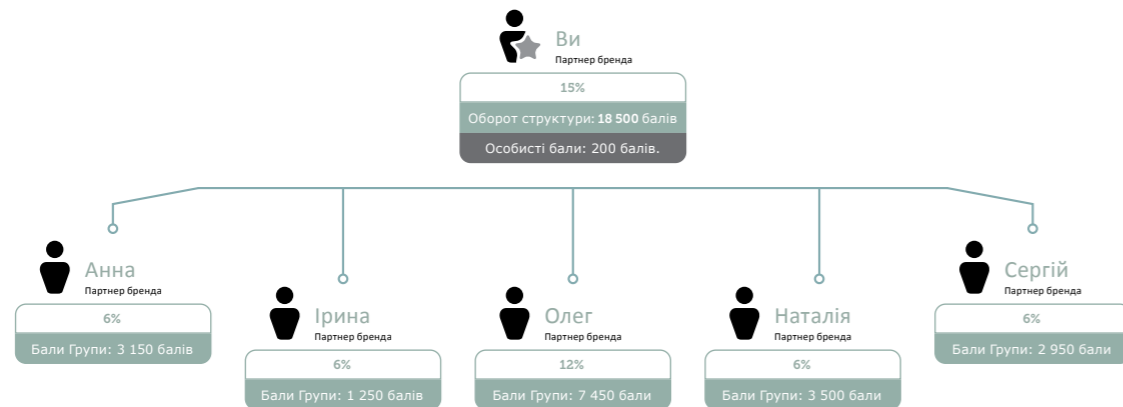 Ви
Партнер бренда
15%
Оборот структури: 18 500 балів
Особисті бали: 200 балів.
Анна
Партнер бренда
6%
Бали Групи: 3 150 балів
Ірина
Партнер бренда
6%
Бали Групи: 1 250 балів
Олег
Партнер бренда
12%
Бали Групи: 7 450 бали
Наталія
Партнер бренда
6%
Бали Групи: 3 500 бали
Сергій
Партнер бренда
6%
Бали Групи: 2 950 бали